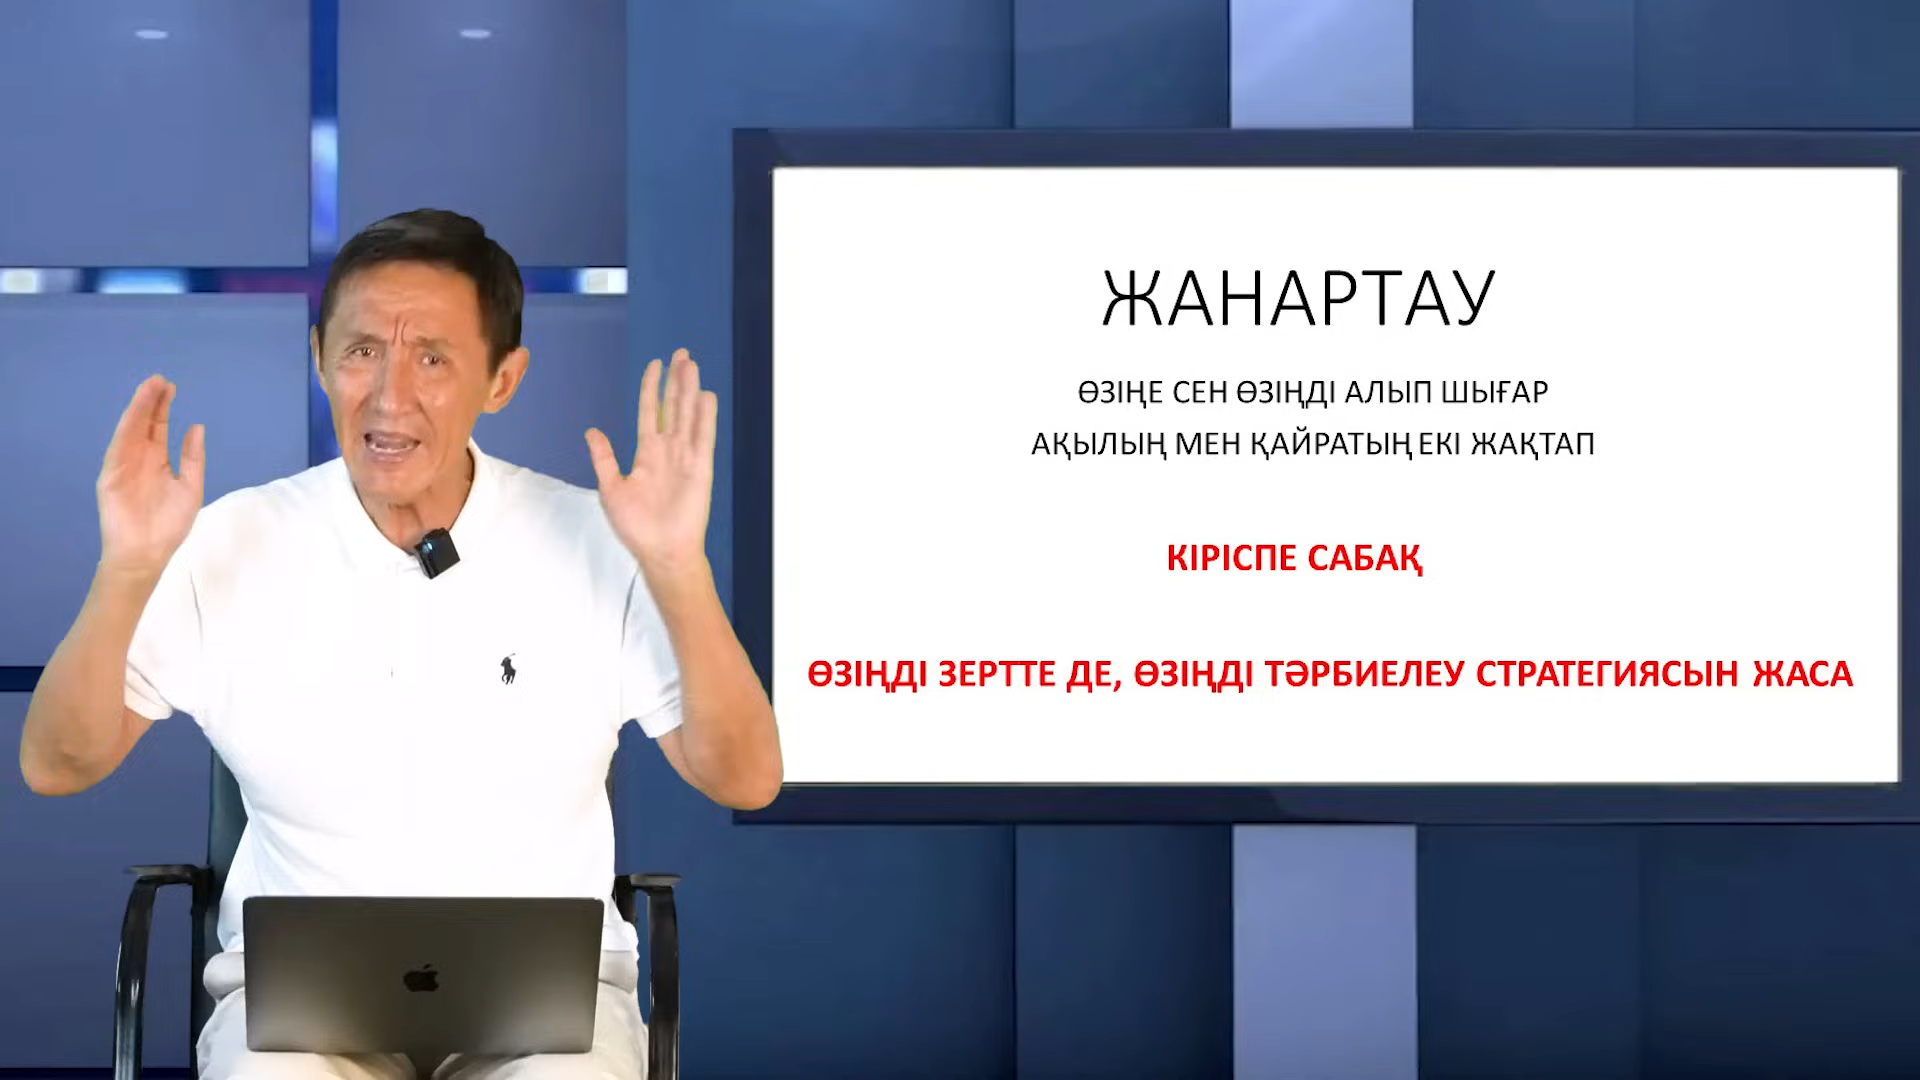 ЖАНАРТАУ
ӨЗІҢЕ СЕН ӨЗІҢДІ АЛЫП ШЫҒАР
АҚЫЛЫҢ МЕН ҚАЙРАТЫҢ ЕКІ ЖАҚТАП
КІРІСПЕ САБАҚ
ӨЗІҢДІ ЗЕРТТЕ ДЕ, ӨЗІҢДІ ТӘРБИЕЛЕУ СТРАТЕГИЯСЫН ЖАСА